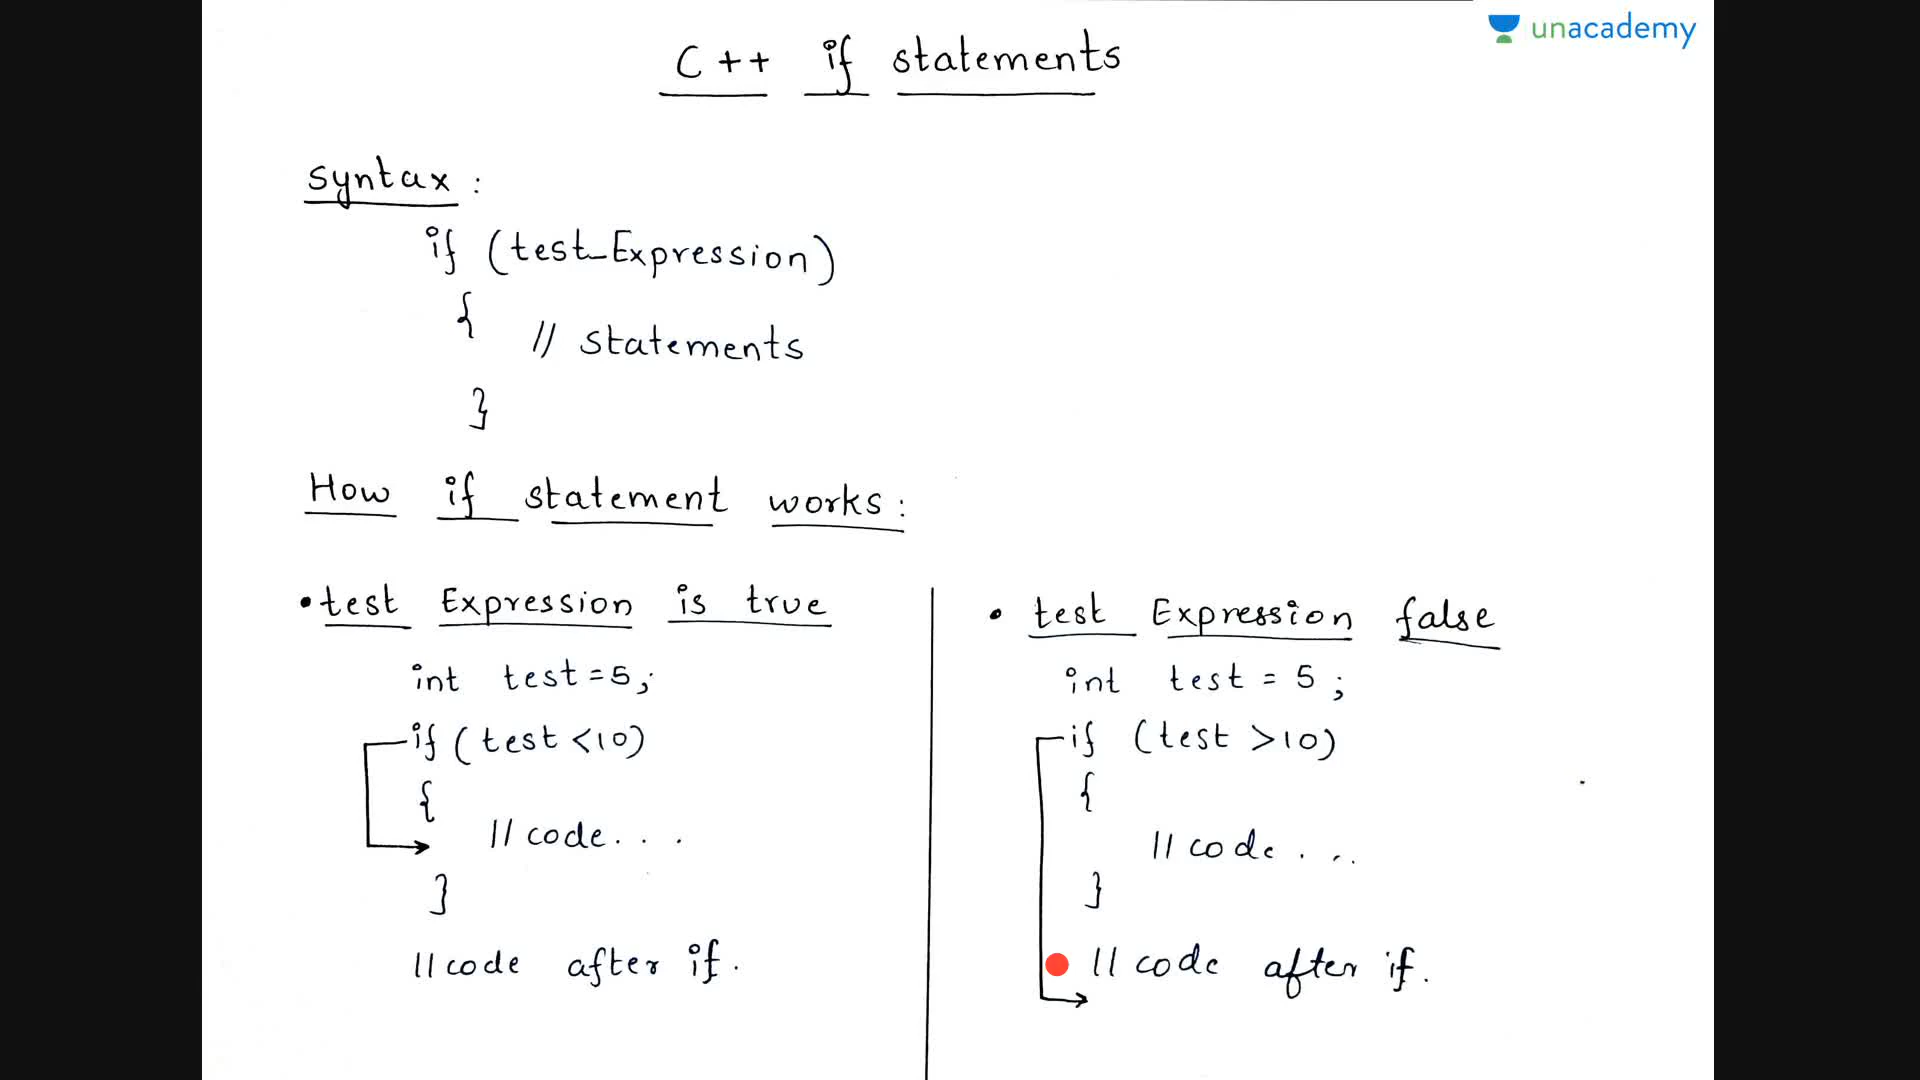 unacademy
C++ if statements
syntax :
if (test_Expression)
{
// statements
}
How if statement works :
• test Expression is true
int test = 5;
if (test < 10)
{
// code . . .
}
// code after if.
• test Expression false
int test = 5 ;
if (test > 10)
{
// code . . .
}
// code after if.